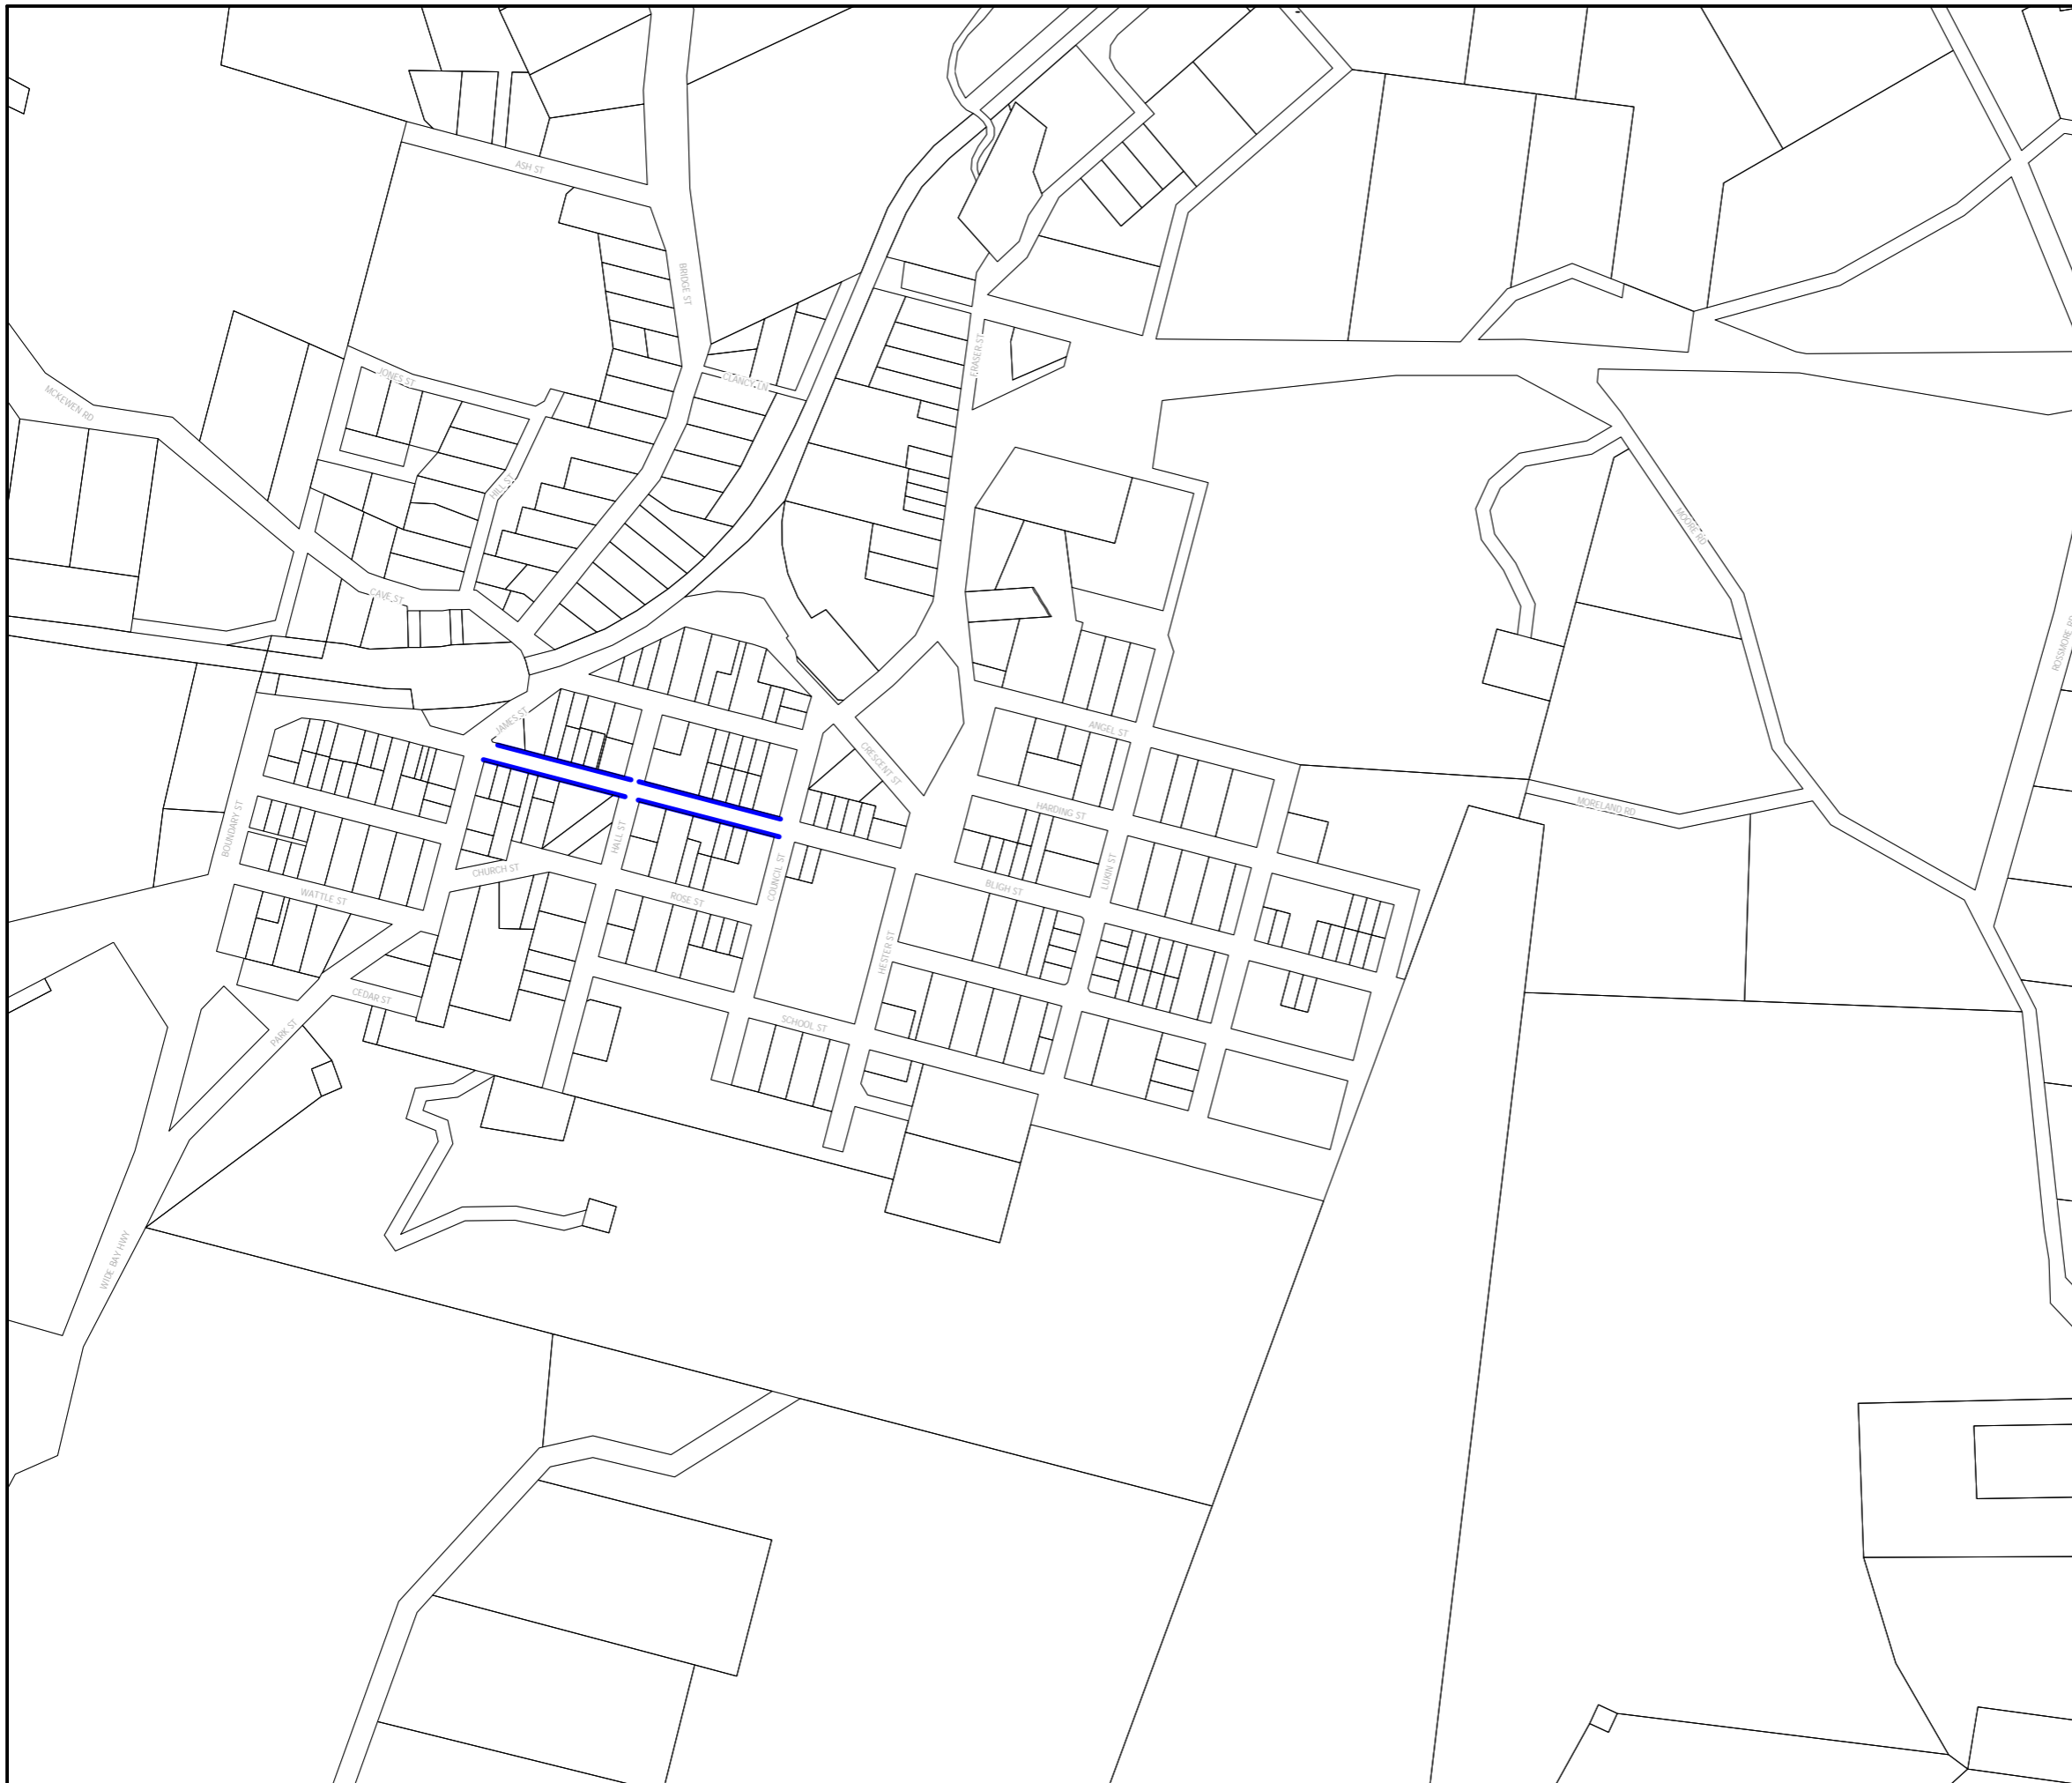 ASH ST
BRIDGE ST
FRASER ST
JONES ST
CLANCY LN
MCKEWEN RD
HILL ST
MOORE RD
CAVE ST
ROSSMORE RD
JAMES ST
ANGEL ST
CRESCENT ST
HARDING ST
MORELAND RD
BOUNDARY ST
HALL ST
CHURCH ST
COUNCIL ST
LUKIN ST
BLIGH ST
WATTLE ST
ROSE ST
HESTER ST
CEDAR ST
SCHOOL ST
PARK ST
WIDE BAY HWY